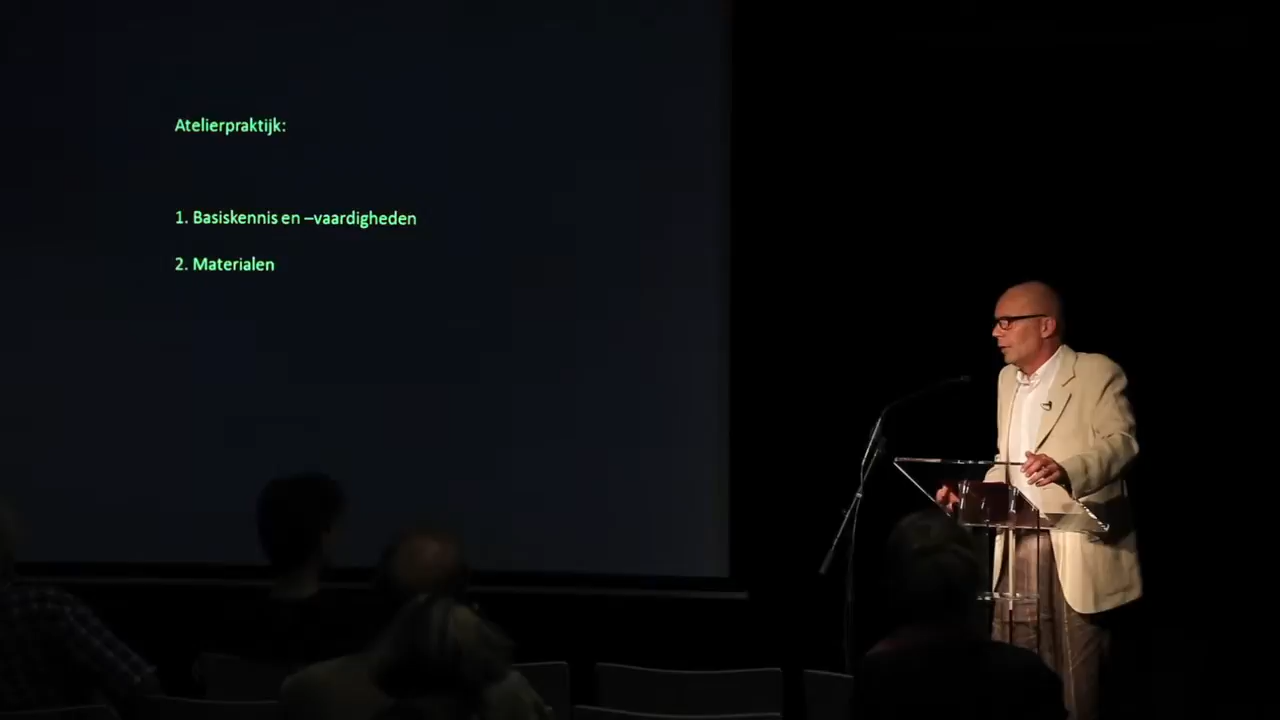 Atelierpraktijk:
1. Basiskennis en –vaardigheden
2. Materialen